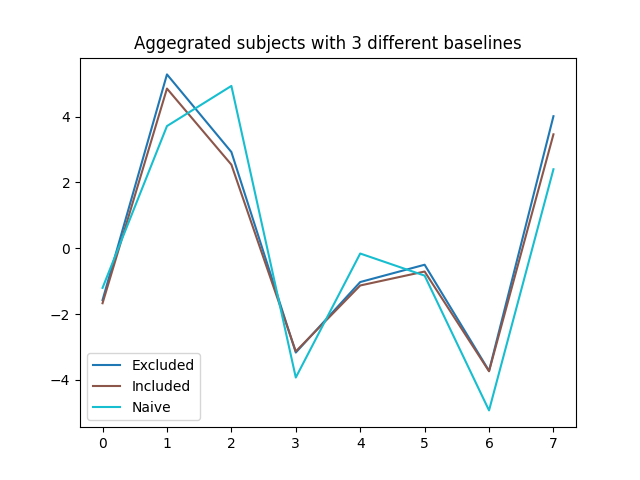 Aggegrated subjects with 3 different baselines
4
2
0
−2
−4
Excluded
Included
Naive
0 1 2 3 4 5 6 7